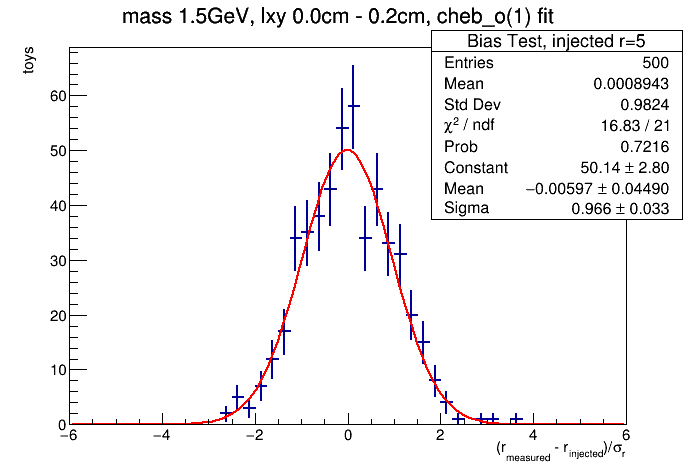 mass 1.5GeV, lxy 0.0cm - 0.2cm, cheb_o(1) fit
toys
Bias Test, injected r=5
Entries 500
Mean 0.0008943
Std Dev 0.9824
χ² / ndf 16.83 / 21
Prob 0.7216
Constant 50.14 ± 2.80
Mean −0.00597 ± 0.04490
Sigma 0.966 ± 0.033
60
50
40
30
20
10
0
−6 −4 −2 0 2 4 6
(r_measured - r_injected)/σ_r